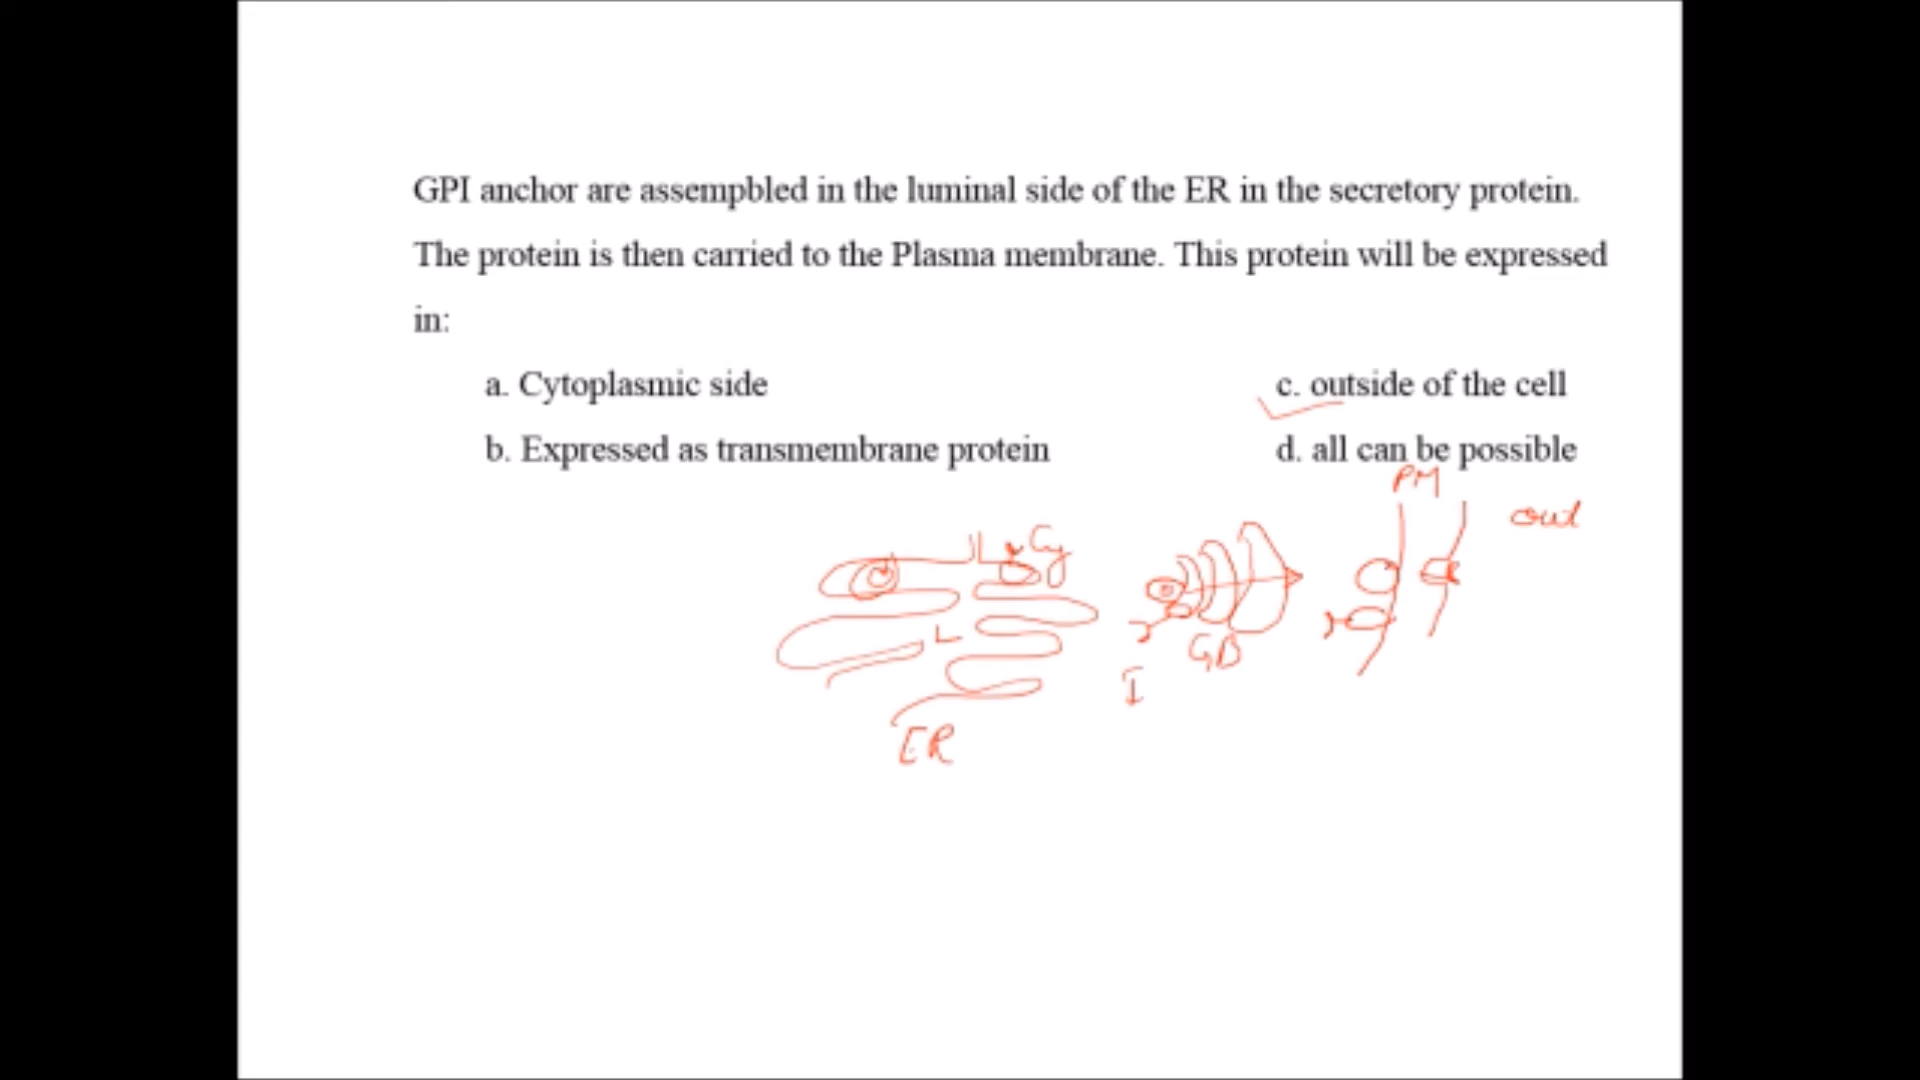 GPI anchor are assempbled in the luminal side of the ER in the secretory protein.
The protein is then carried to the Plasma membrane. This protein will be expressed
in:
a. Cytoplasmic side
c. outside of the cell
b. Expressed as transmembrane protein
d. all can be possible
PM
out
Cy
L
GB
I
ER